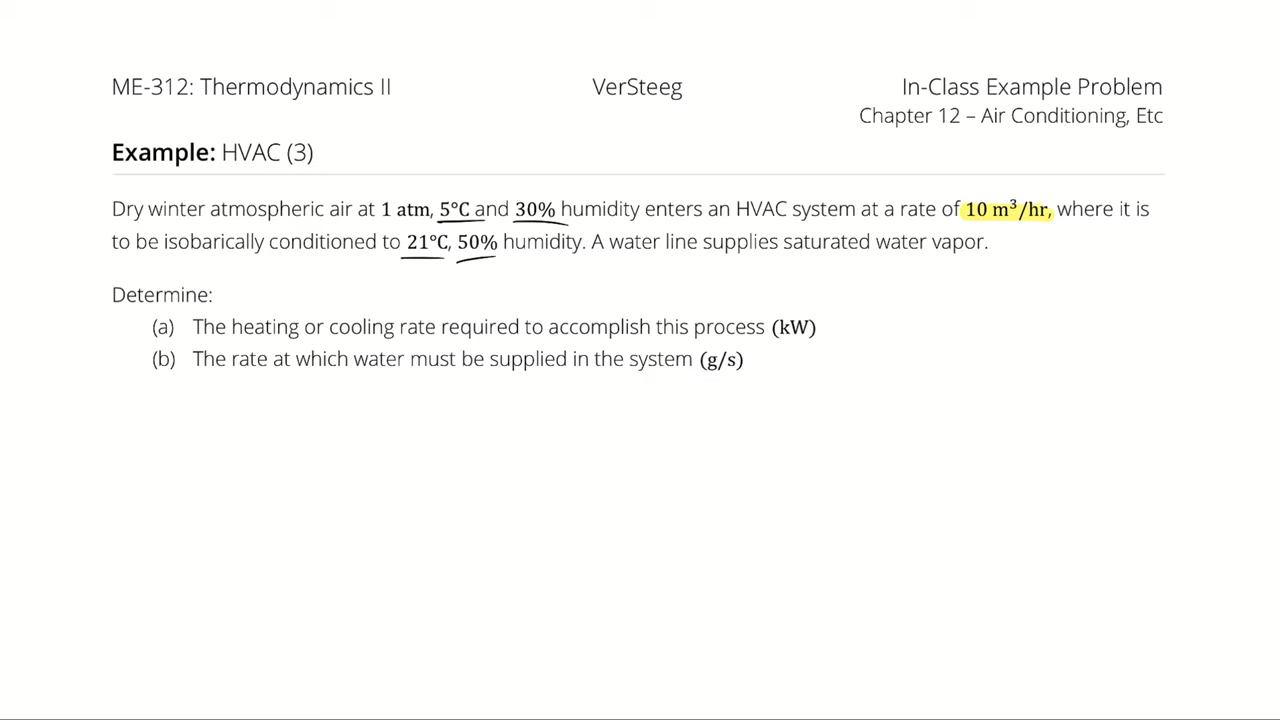 ME-312: Thermodynamics II VerSteeg In-Class Example Problem
Chapter 12 – Air Conditioning, Etc
Example: HVAC (3)
Dry winter atmospheric air at 1 atm, 5°C and 30% humidity enters an HVAC system at a rate of 10 m³/hr, where it is
to be isobarically conditioned to 21°C, 50% humidity. A water line supplies saturated water vapor.
Determine:
(a) The heating or cooling rate required to accomplish this process (kW)
(b) The rate at which water must be supplied in the system (g/s)